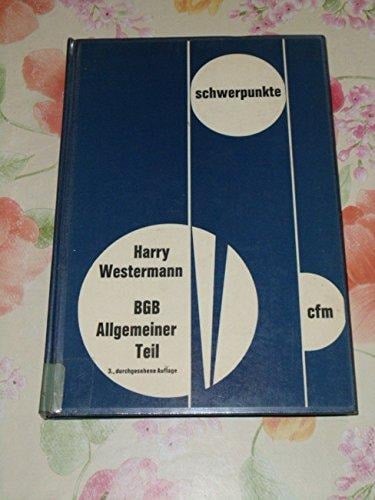 schwerpunkte
Harry
Westermann
BGB
Allgemeiner
Teil
3., durchgesehene Auflage
cfm